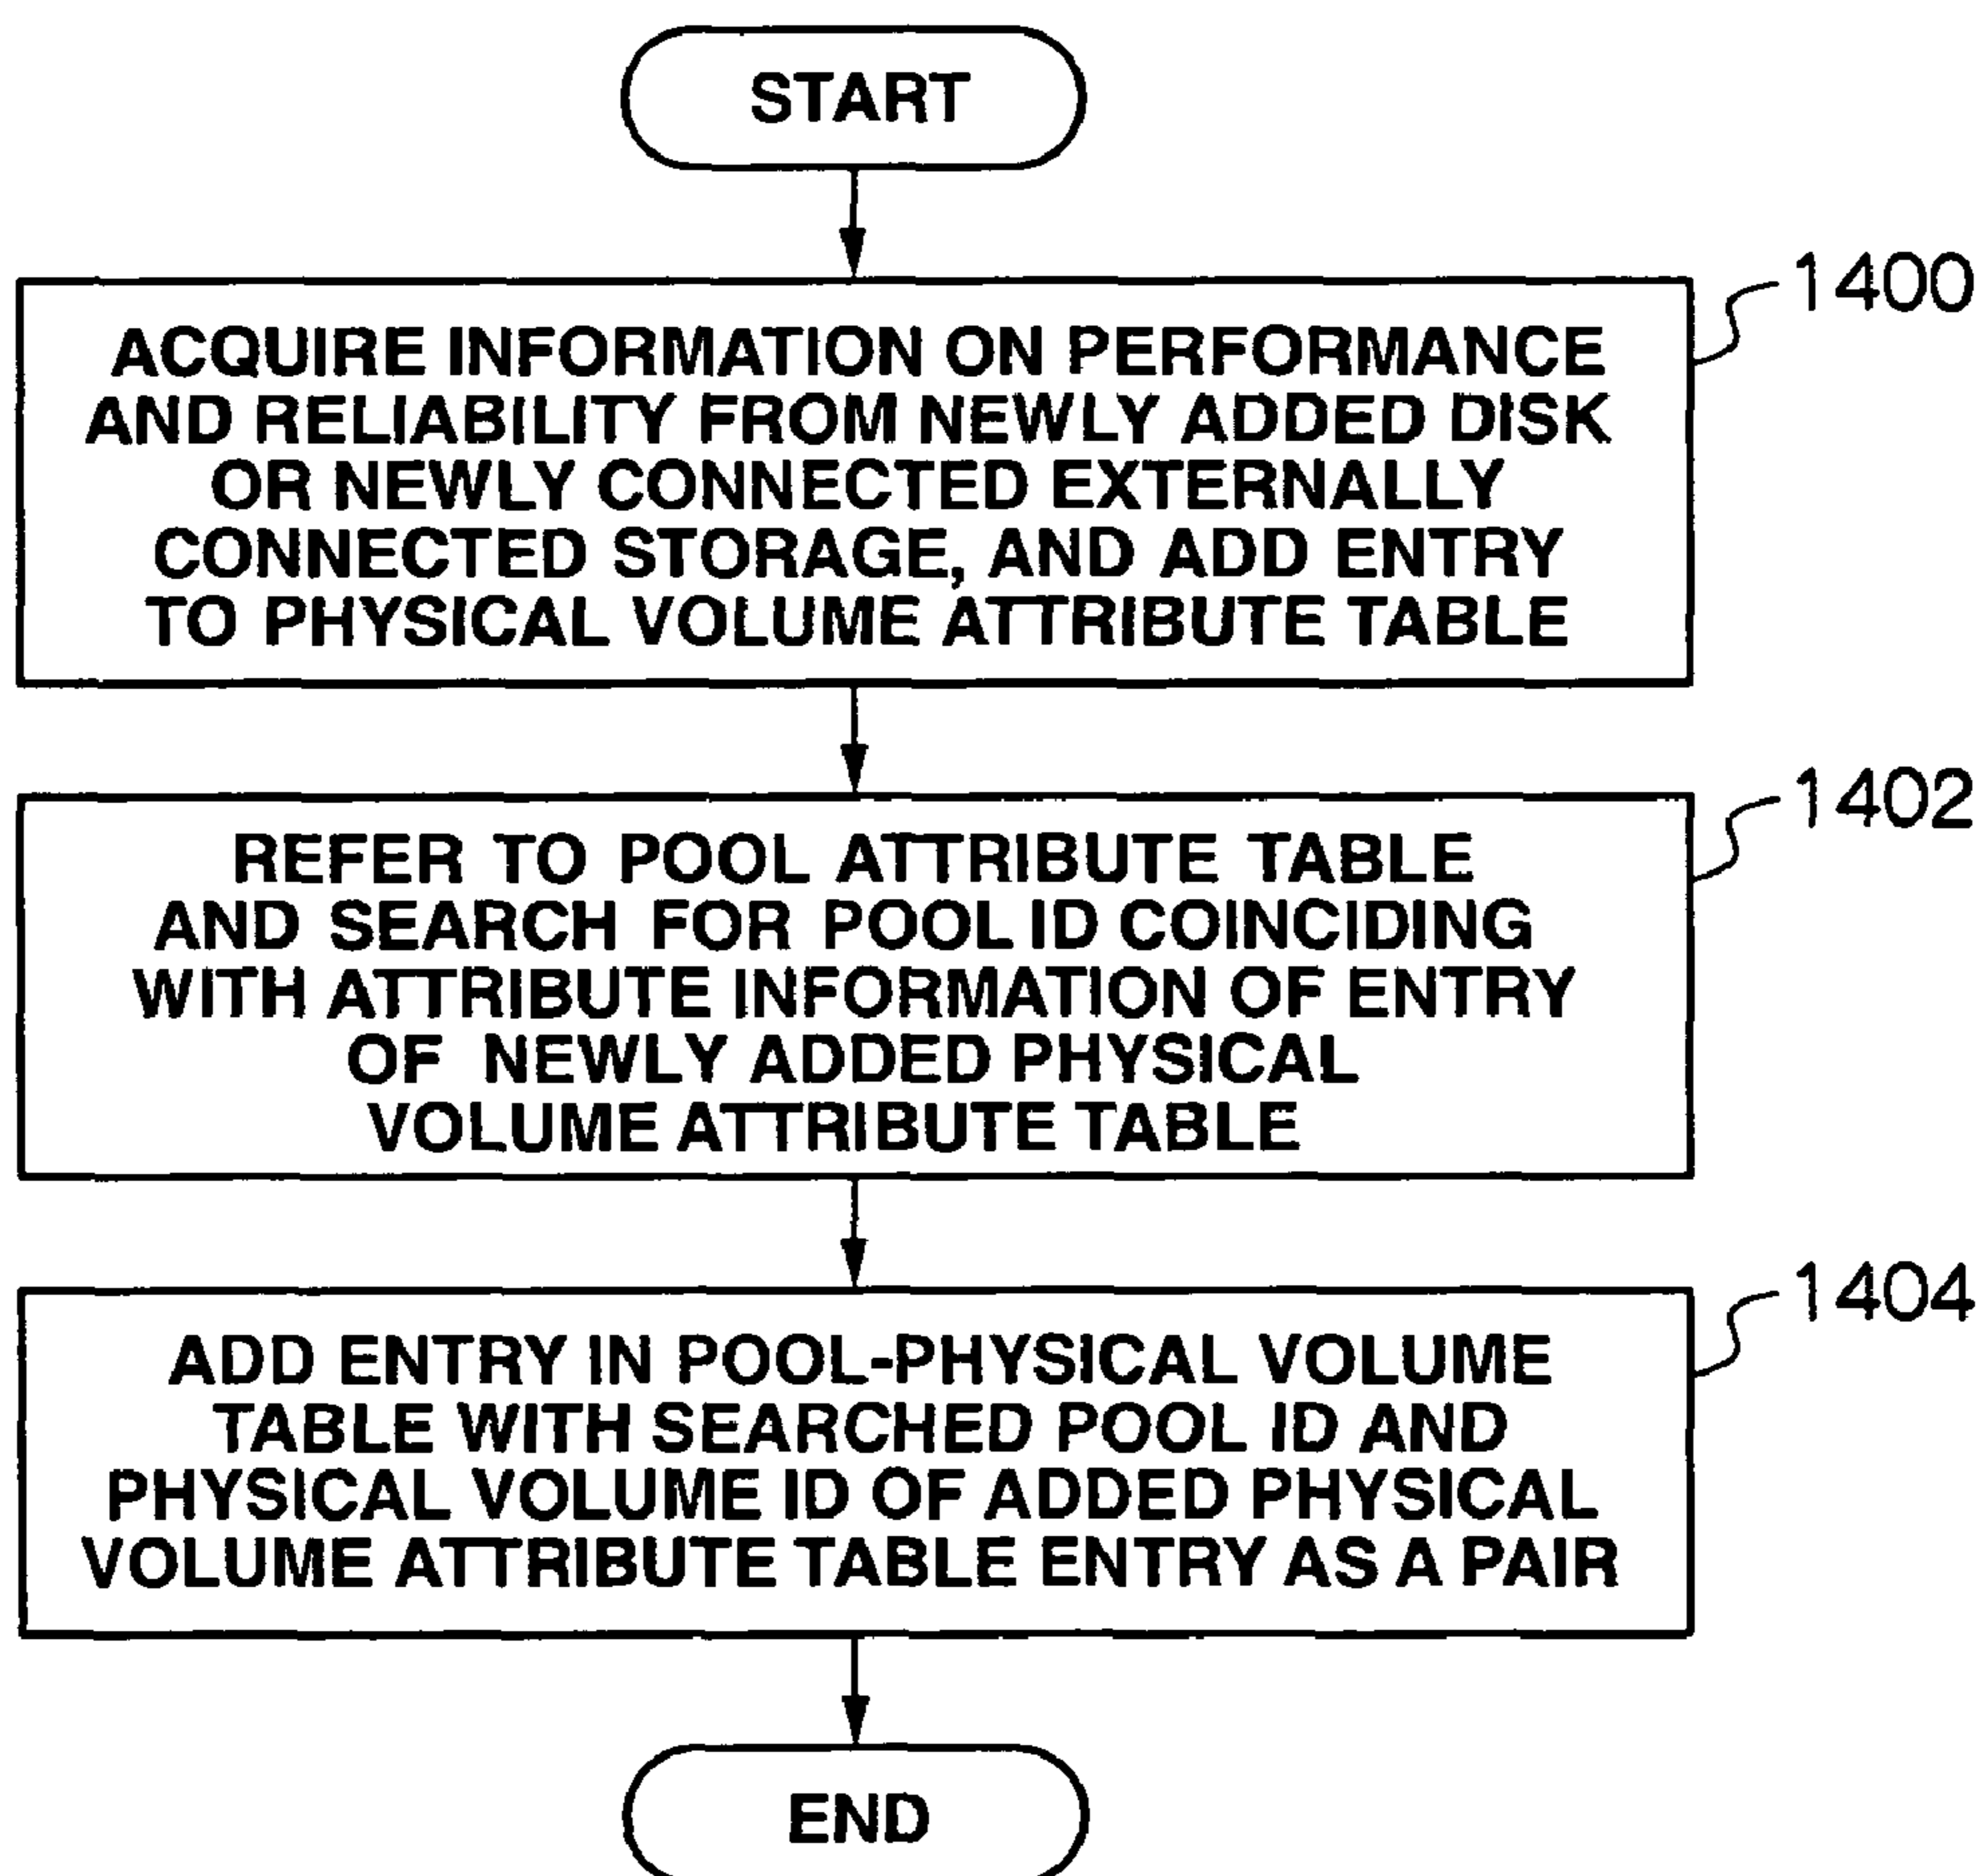 START
1400
ACQUIRE INFORMATION ON PERFORMANCE
AND RELIABILITY FROM NEWLY ADDED DISK
OR NEWLY CONNECTED EXTERNALLY
CONNECTED STORAGE, AND ADD ENTRY
TO PHYSICAL VOLUME ATTRIBUTE TABLE
1402
REFER TO POOL ATTRIBUTE TABLE
AND SEARCH FOR POOL ID COINCIDING
WITH ATTRIBUTE INFORMATION OF ENTRY
OF NEWLY ADDED PHYSICAL
VOLUME ATTRIBUTE TABLE
1404
ADD ENTRY IN POOL-PHYSICAL VOLUME
TABLE WITH SEARCHED POOL ID AND
PHYSICAL VOLUME ID OF ADDED PHYSICAL
VOLUME ATTRIBUTE TABLE ENTRY AS A PAIR
END